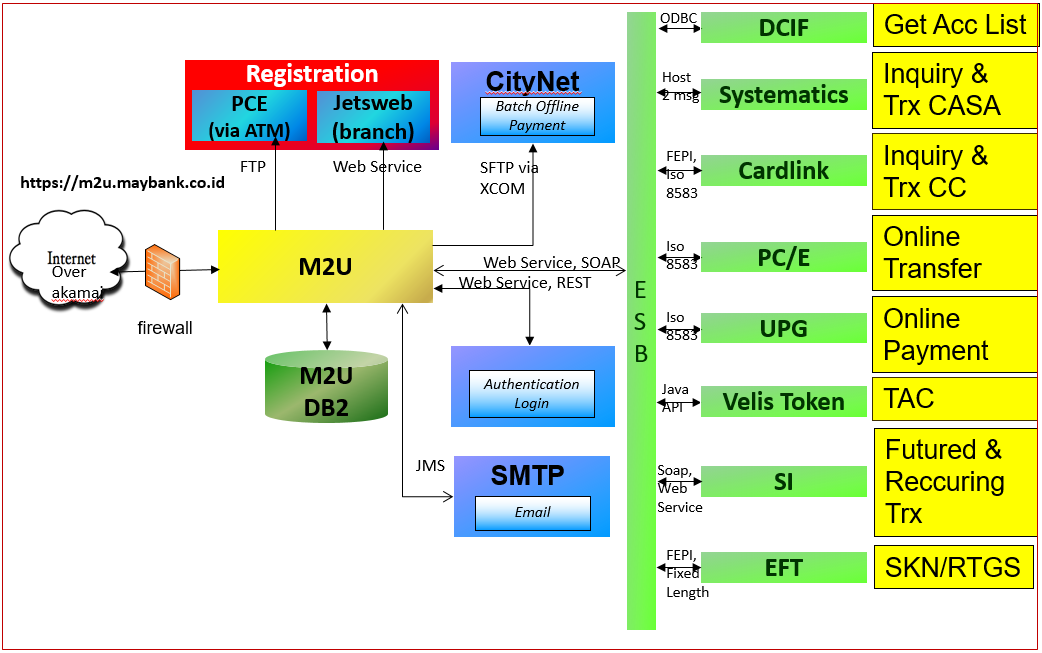 Registration
PCE
(via ATM)
Jetsweb
(branch)
CityNet
Batch Offline
Payment
FTP
Web Service
SFTP via
XCOM
https://m2u.maybank.co.id
Internet
Over
akamai
firewall
M2U
Web Service, SOAP
Web Service, REST
M2U
DB2
Authentication
Login
JMS
SMTP
Email
E
S
B
ODBC
DCIF
Get Acc List
Host
2 msg
Systematics
Inquiry &
Trx CASA
FEPI,
Iso
8583
Cardlink
Inquiry &
Trx CC
Iso
8583
PC/E
Online
Transfer
Iso
8583
UPG
Online
Payment
Java
API
Velis Token
TAC
Soap,
Web
Service
SI
Futured &
Reccuring
Trx
FEPI,
Fixed
Length
EFT
SKN/RTGS